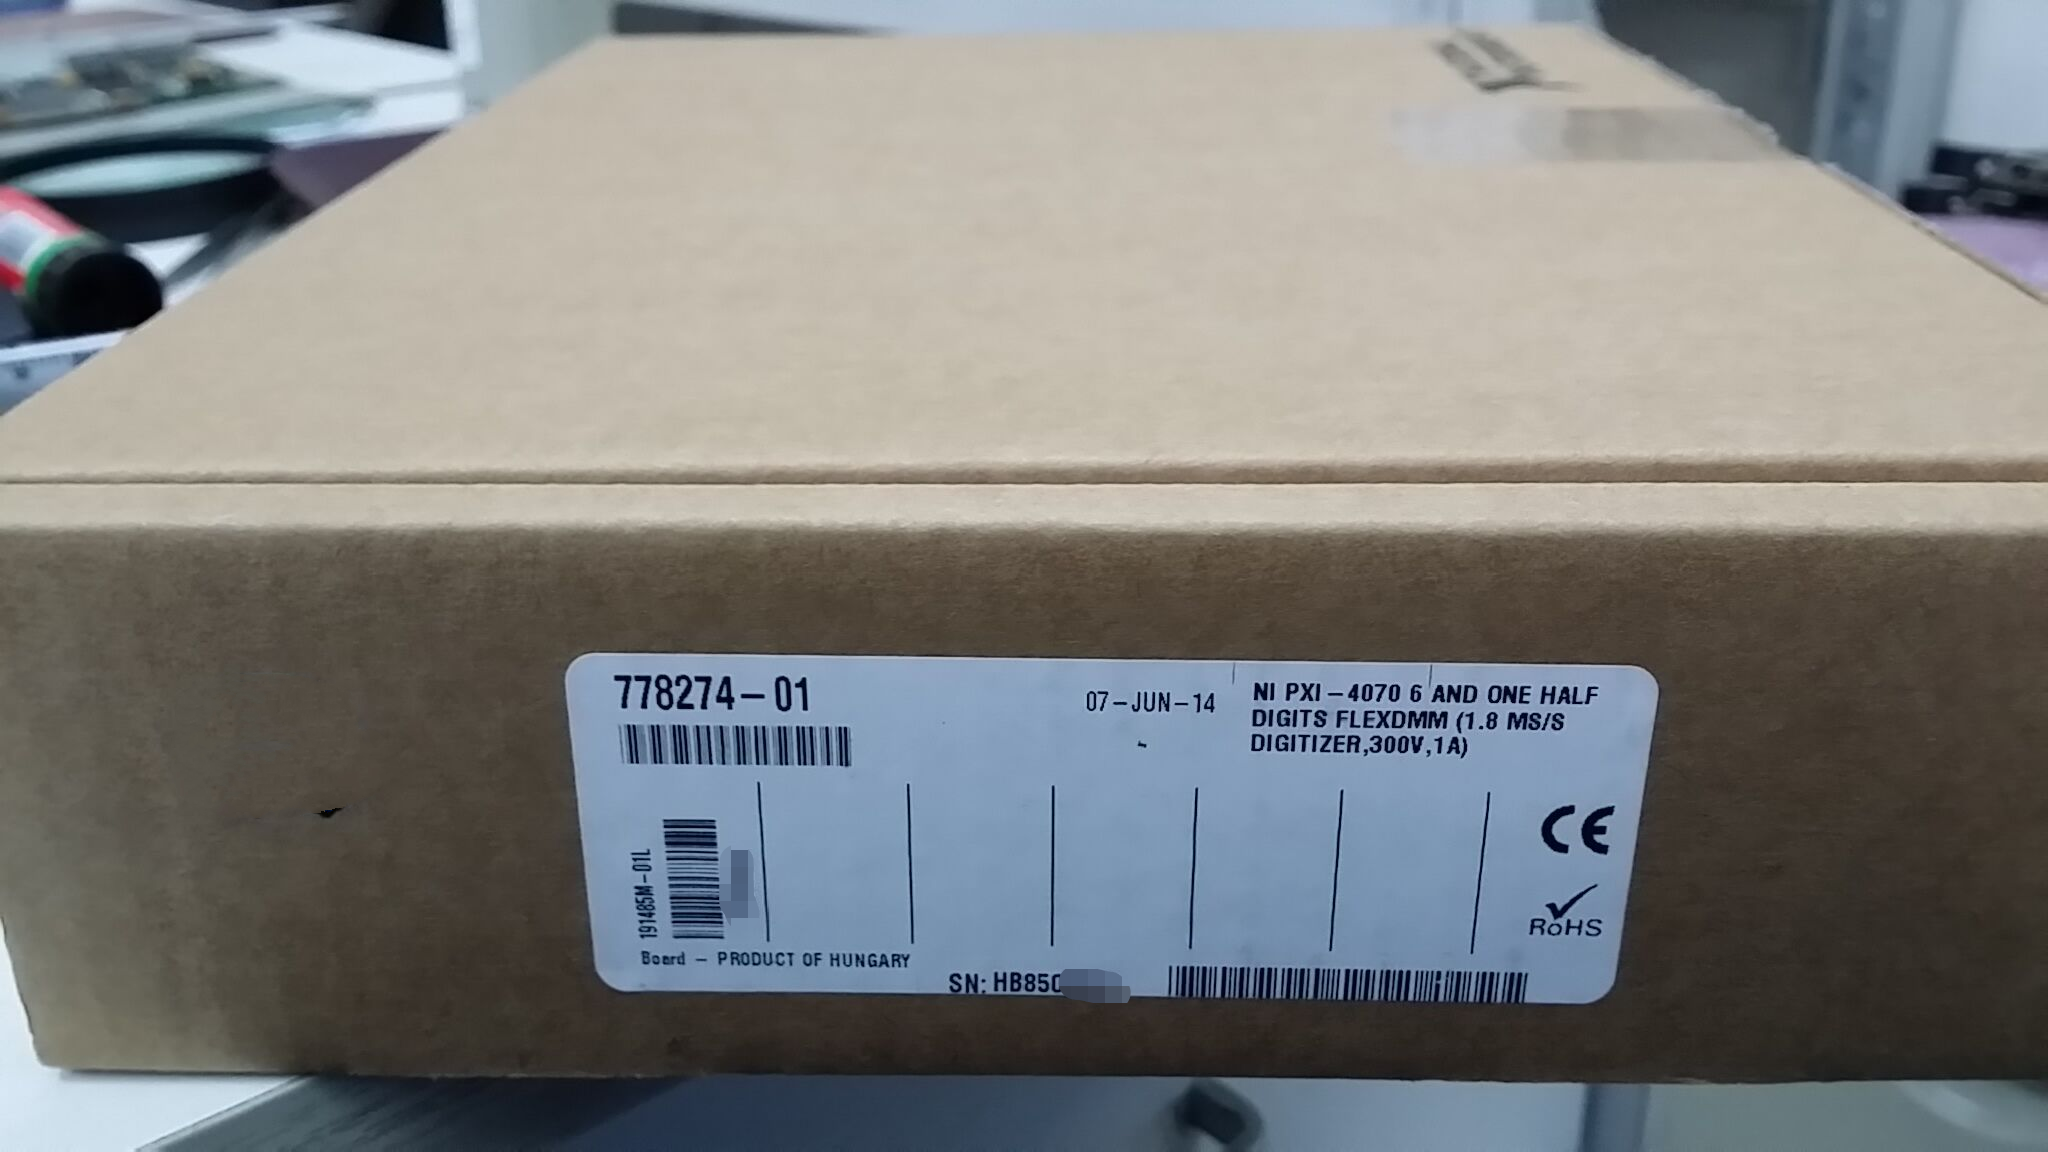 778274-01
07-JUN-14
NI PXI-4070 6 AND ONE HALF
DIGITS FLEXDMM (1.8 MS/S
DIGITIZER,300V,1A)
191485M-01L
CE
RoHS
Board - PRODUCT OF HUNGARY
SN: HB850